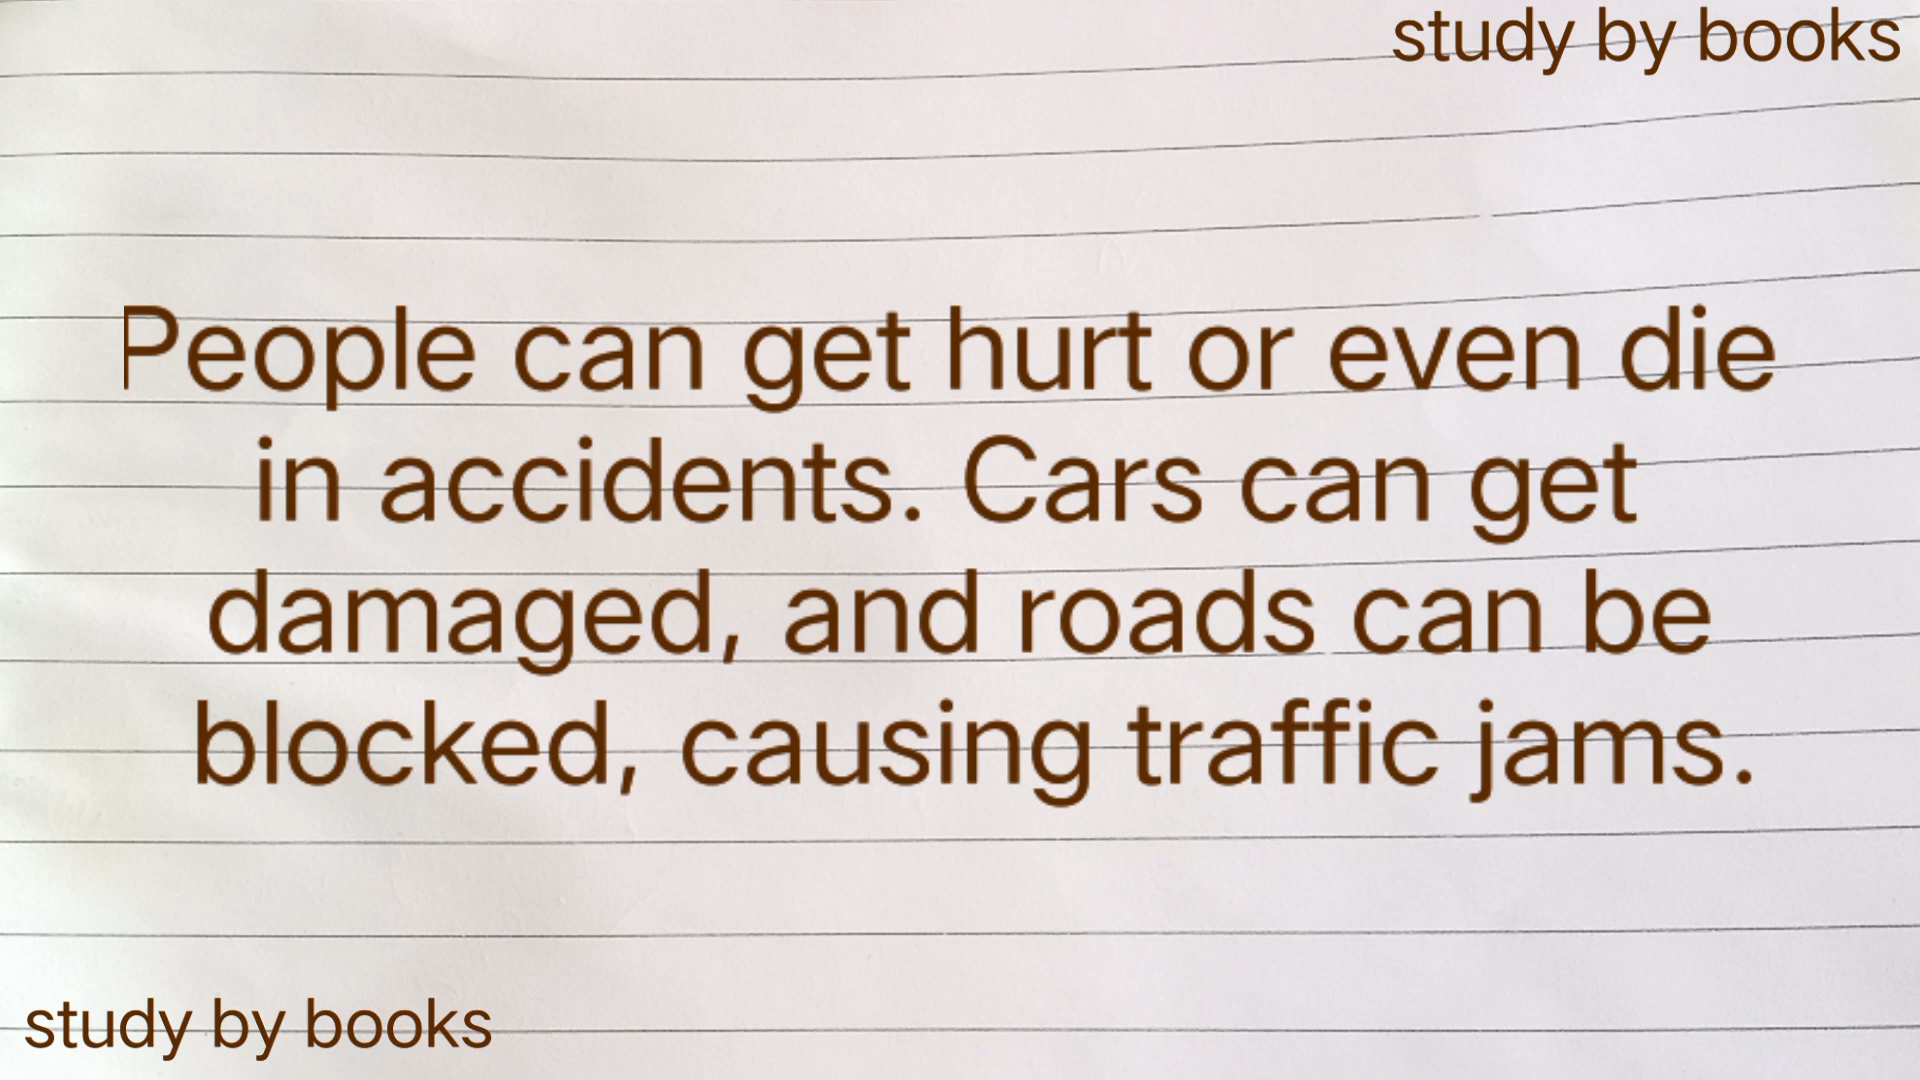 study by books
People can get hurt or even die
in accidents. Cars can get
damaged, and roads can be
blocked, causing traffic jams.
study by books